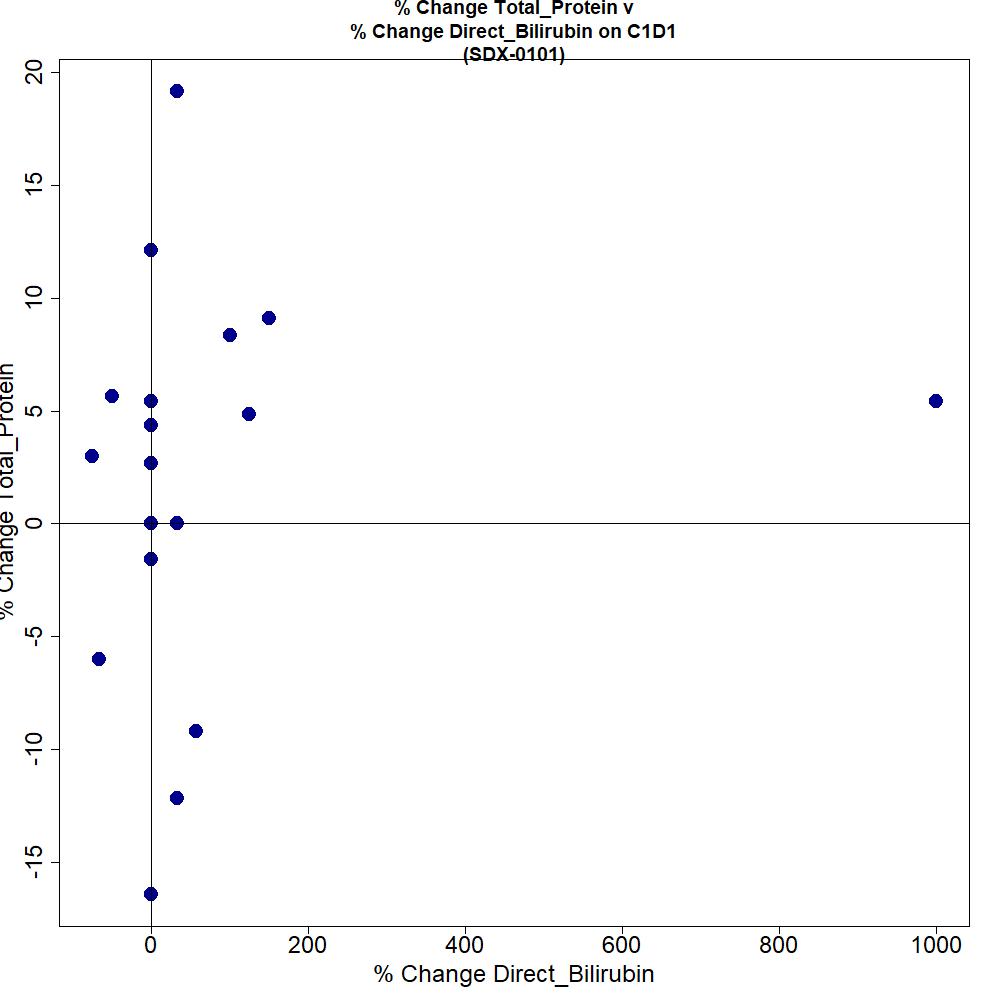 % Change Total_Protein v
% Change Direct_Bilirubin on C1D1
(SDX-0101)
% Change Total_Protein
20
15
10
5
0
-5
-10
-15
0
200
400
600
800
1000
% Change Direct_Bilirubin